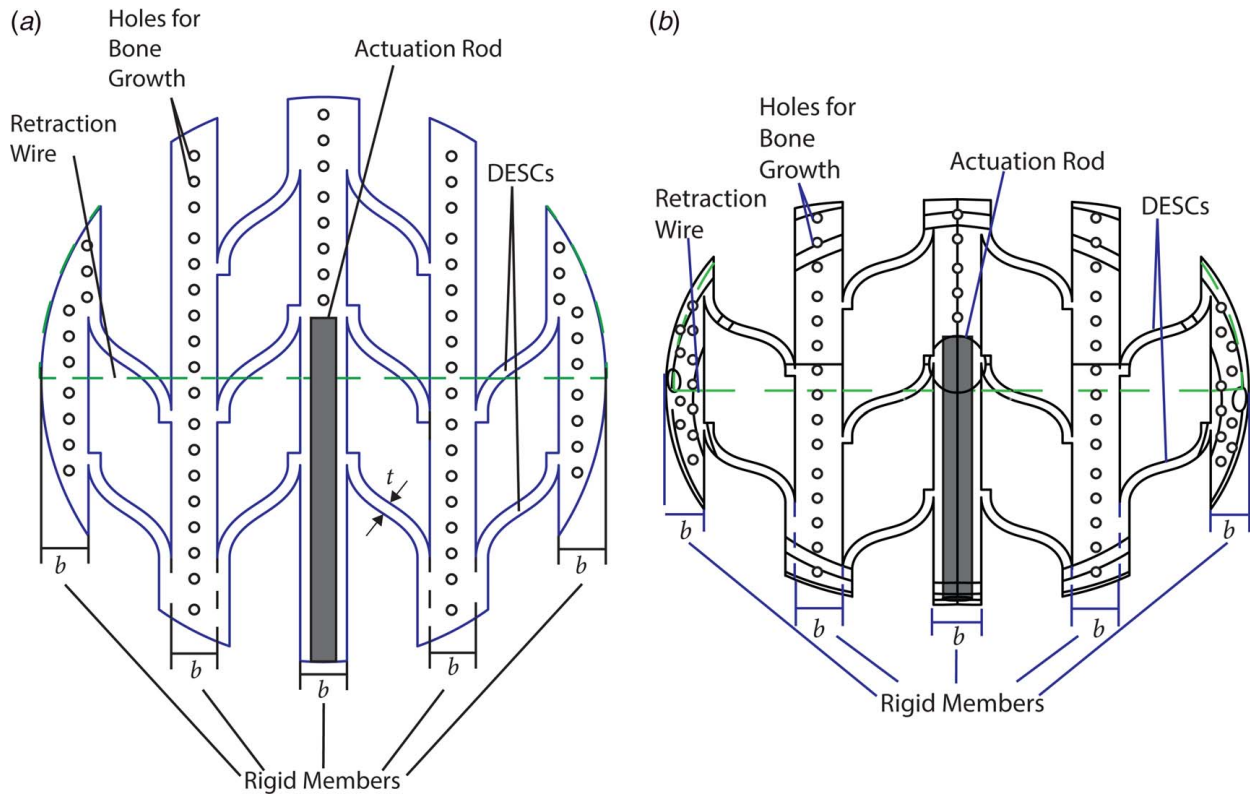 (a)
Holes for
Bone
Growth
Actuation Rod
Retraction
Wire
DESCs
t
b
b
b
b
b
Rigid Members
(b)
Holes for
Bone
Growth
Actuation Rod
Retraction
Wire
DESCs
b
b
b
b
b
Rigid Members